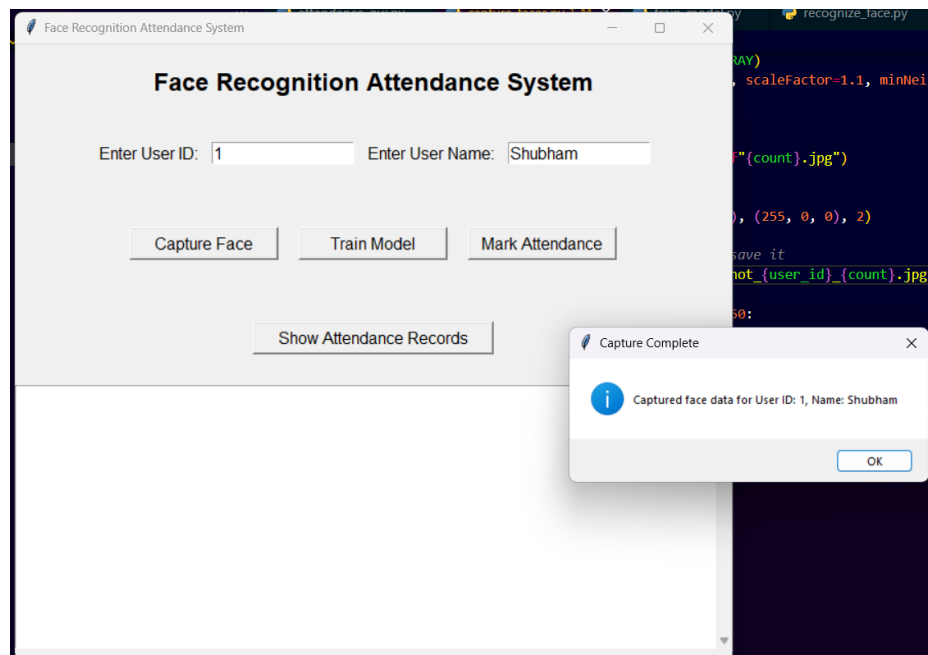 Face Recognition Attendance System
recognize_face.py
Face Recognition Attendance System
RAY)
, scaleFactor=1.1, minNei
Enter User ID: 1 Enter User Name: Shubham
"{count}.jpg")
), (255, 0, 0), 2)
Capture Face Train Model Mark Attendance
save it
not_{user_id}_{count}.jpg
50:
Show Attendance Records
Capture Complete
Captured face data for User ID: 1, Name: Shubham
OK